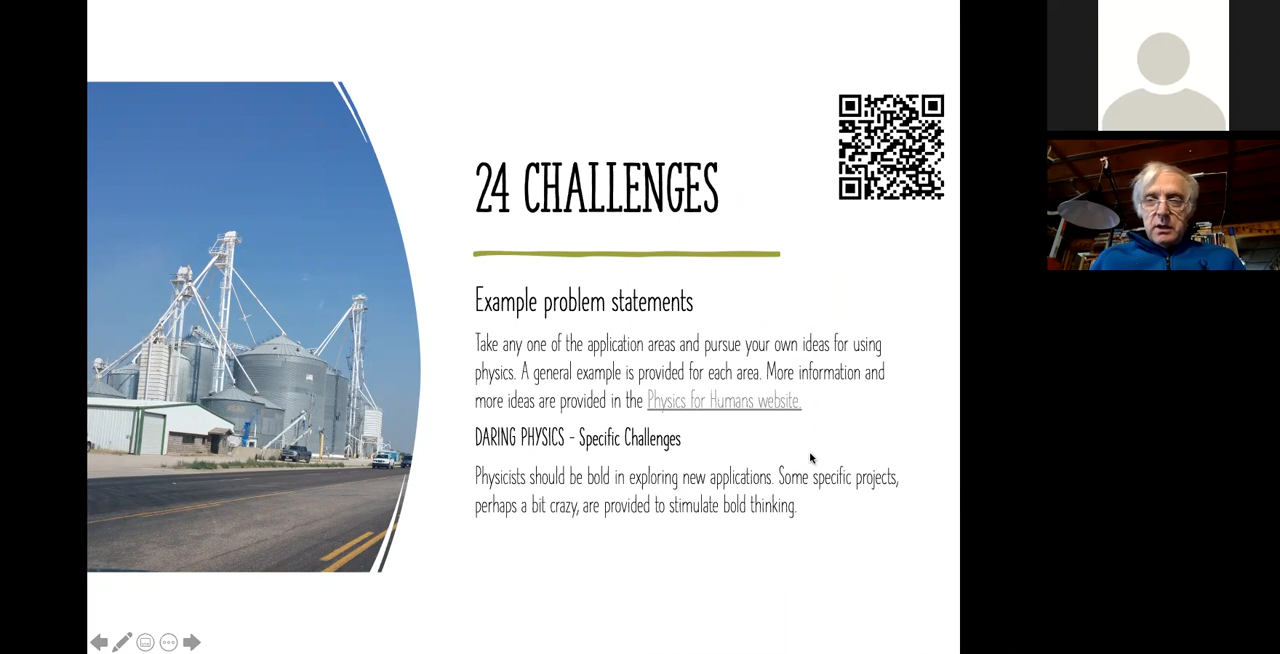 24 CHALLENGES
Example problem statements
Take any one of the application areas and pursue your own ideas for using
physics. A general example is provided for each area. More information and
more ideas are provided in the Physics for Humans website.
DARING PHYSICS - Specific Challenges
Physicists should be bold in exploring new applications. Some specific projects,
perhaps a bit crazy, are provided to stimulate bold thinking.